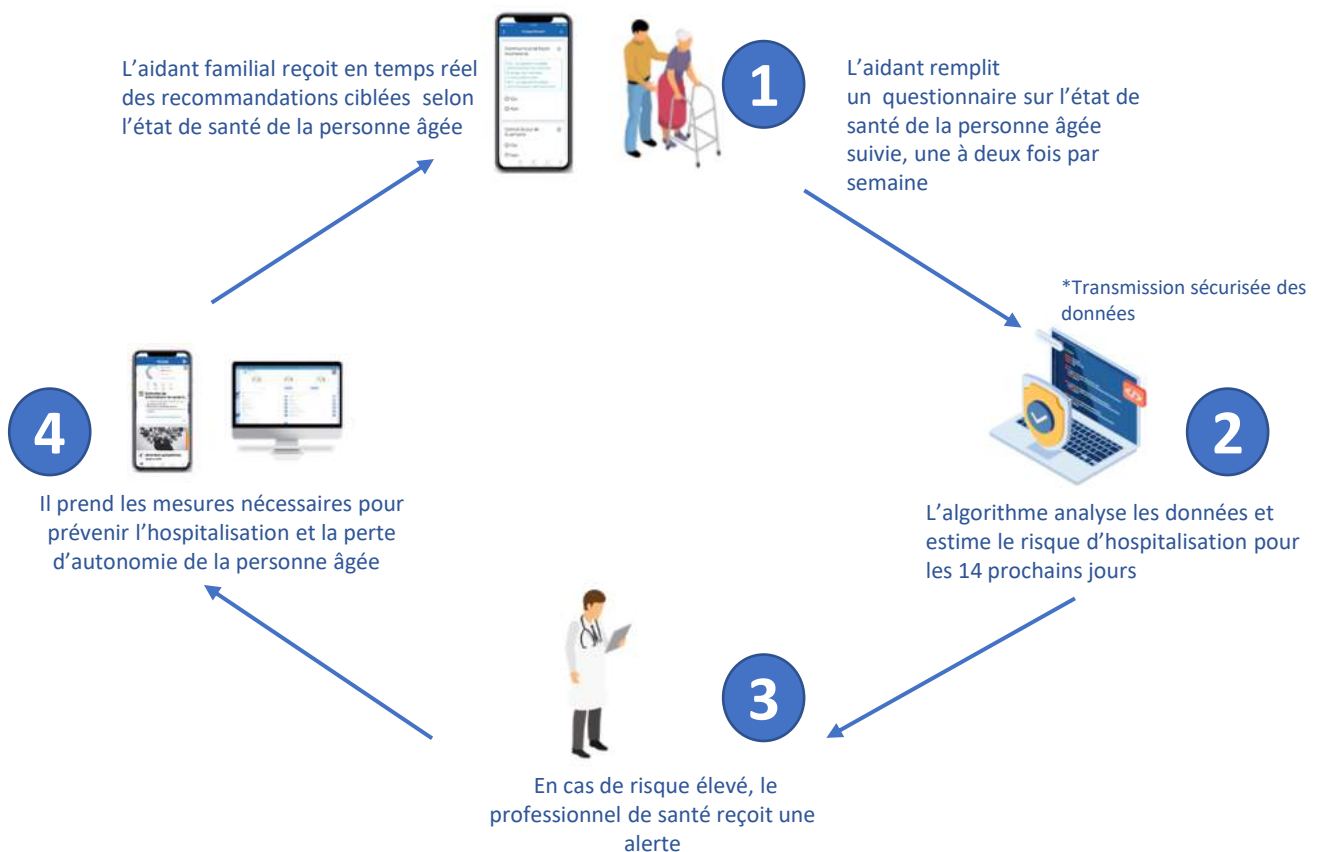 L'aidant familial reçoit en temps réel
des recommandations ciblées selon
l'état de santé de la personne âgée
1
L'aidant remplit
un questionnaire sur l'état de
santé de la personne âgée
suivie, une à deux fois par
semaine
*Transmission sécurisée des
données
2
L'algorithme analyse les données et
estime le risque d'hospitalisation pour
les 14 prochains jours
3
En cas de risque élevé, le
professionnel de santé reçoit une
alerte
4
Il prend les mesures nécessaires pour
prévenir l'hospitalisation et la perte
d'autonomie de la personne âgée